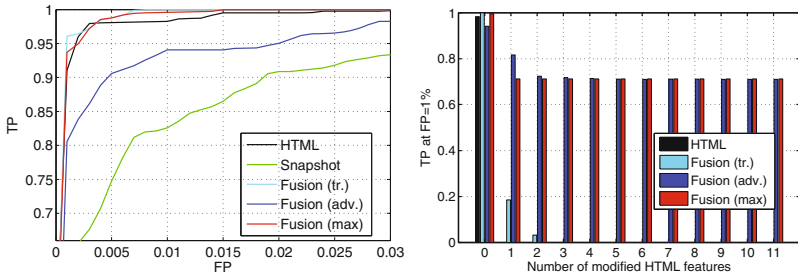 1
0.95
0.9
0.85
0.8
0.75
0.7
TP
0 0.005 0.01 0.015 0.02 0.025 0.03
FP
HTML
Snapshot
Fusion (tr.)
Fusion (adv.)
Fusion (max)
1
0.8
0.6
0.4
0.2
0
TP at FP=1%
0 1 2 3 4 5 6 7 8 9 10 11
Number of modified HTML features
HTML
Fusion (tr.)
Fusion (adv.)
Fusion (max)